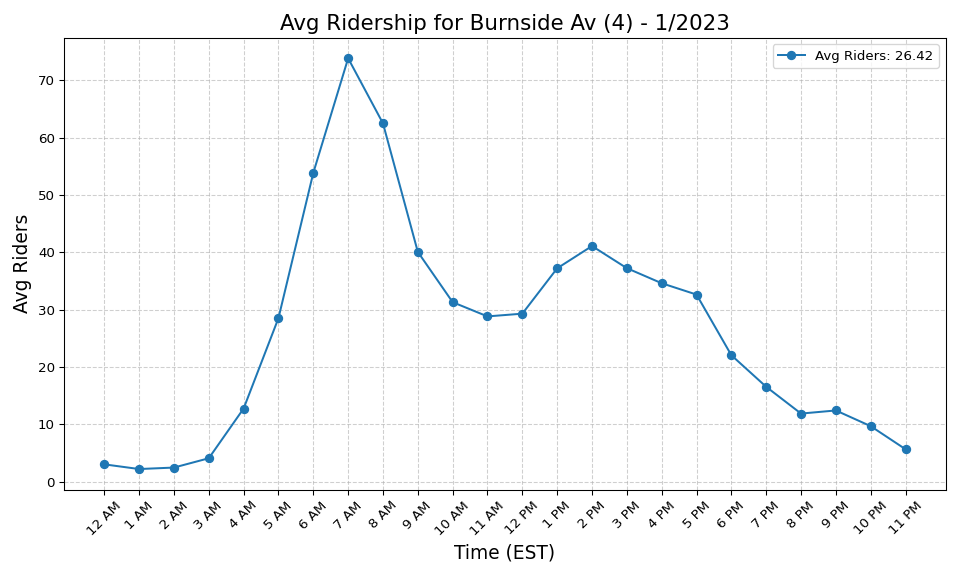 Avg Ridership for Burnside Av (4) - 1/2023
Avg Riders: 26.42
Avg Riders
70
60
50
40
30
20
10
0
12 AM
1 AM
2 AM
3 AM
4 AM
5 AM
6 AM
7 AM
8 AM
9 AM
10 AM
11 AM
12 PM
1 PM
2 PM
3 PM
4 PM
5 PM
6 PM
7 PM
8 PM
9 PM
10 PM
11 PM
Time (EST)